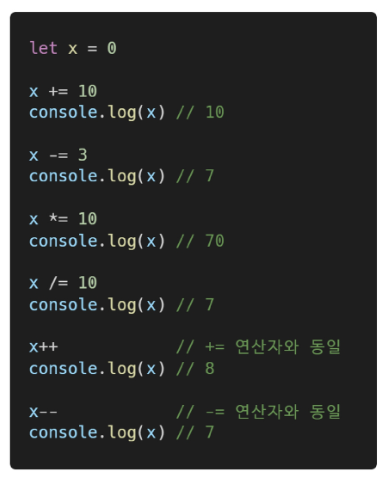 let x = 0
x += 10
console.log(x) // 10
x -= 3
console.log(x) // 7
x *= 10
console.log(x) // 70
x /= 10
console.log(x) // 7
x++ // += 연산자와 동일
console.log(x) // 8
x-- // -= 연산자와 동일
console.log(x) // 7